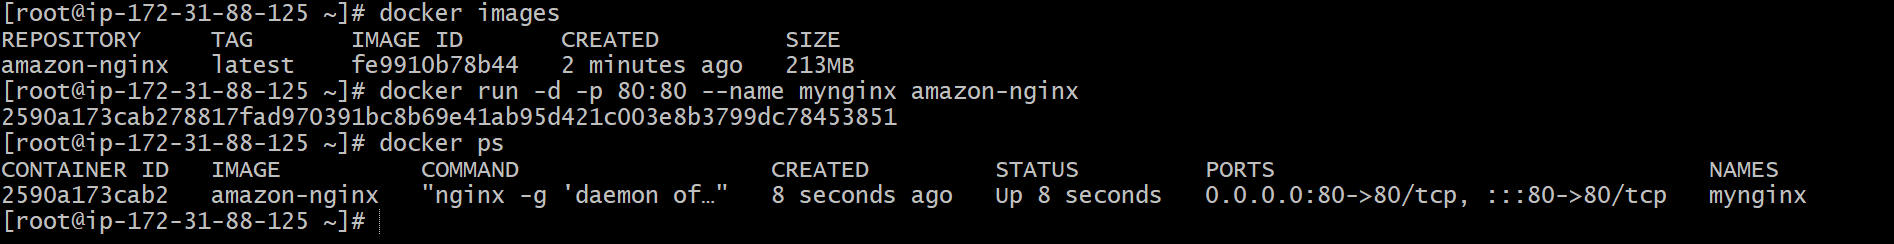 [root@ip-172-31-88-125 ~]# docker images
REPOSITORY TAG IMAGE ID CREATED SIZE
amazon-nginx latest fe9910b78b44 2 minutes ago 213MB
[root@ip-172-31-88-125 ~]# docker run -d -p 80:80 --name mynginx amazon-nginx
2590a173cab278817fad970391bc8b69e41ab95d421c003e8b3799dc78453851
[root@ip-172-31-88-125 ~]# docker ps
CONTAINER ID IMAGE COMMAND CREATED STATUS PORTS NAMES
2590a173cab2 amazon-nginx "nginx -g 'daemon of…" 8 seconds ago Up 8 seconds 0.0.0.0:80->80/tcp, :::80->80/tcp mynginx
[root@ip-172-31-88-125 ~]#